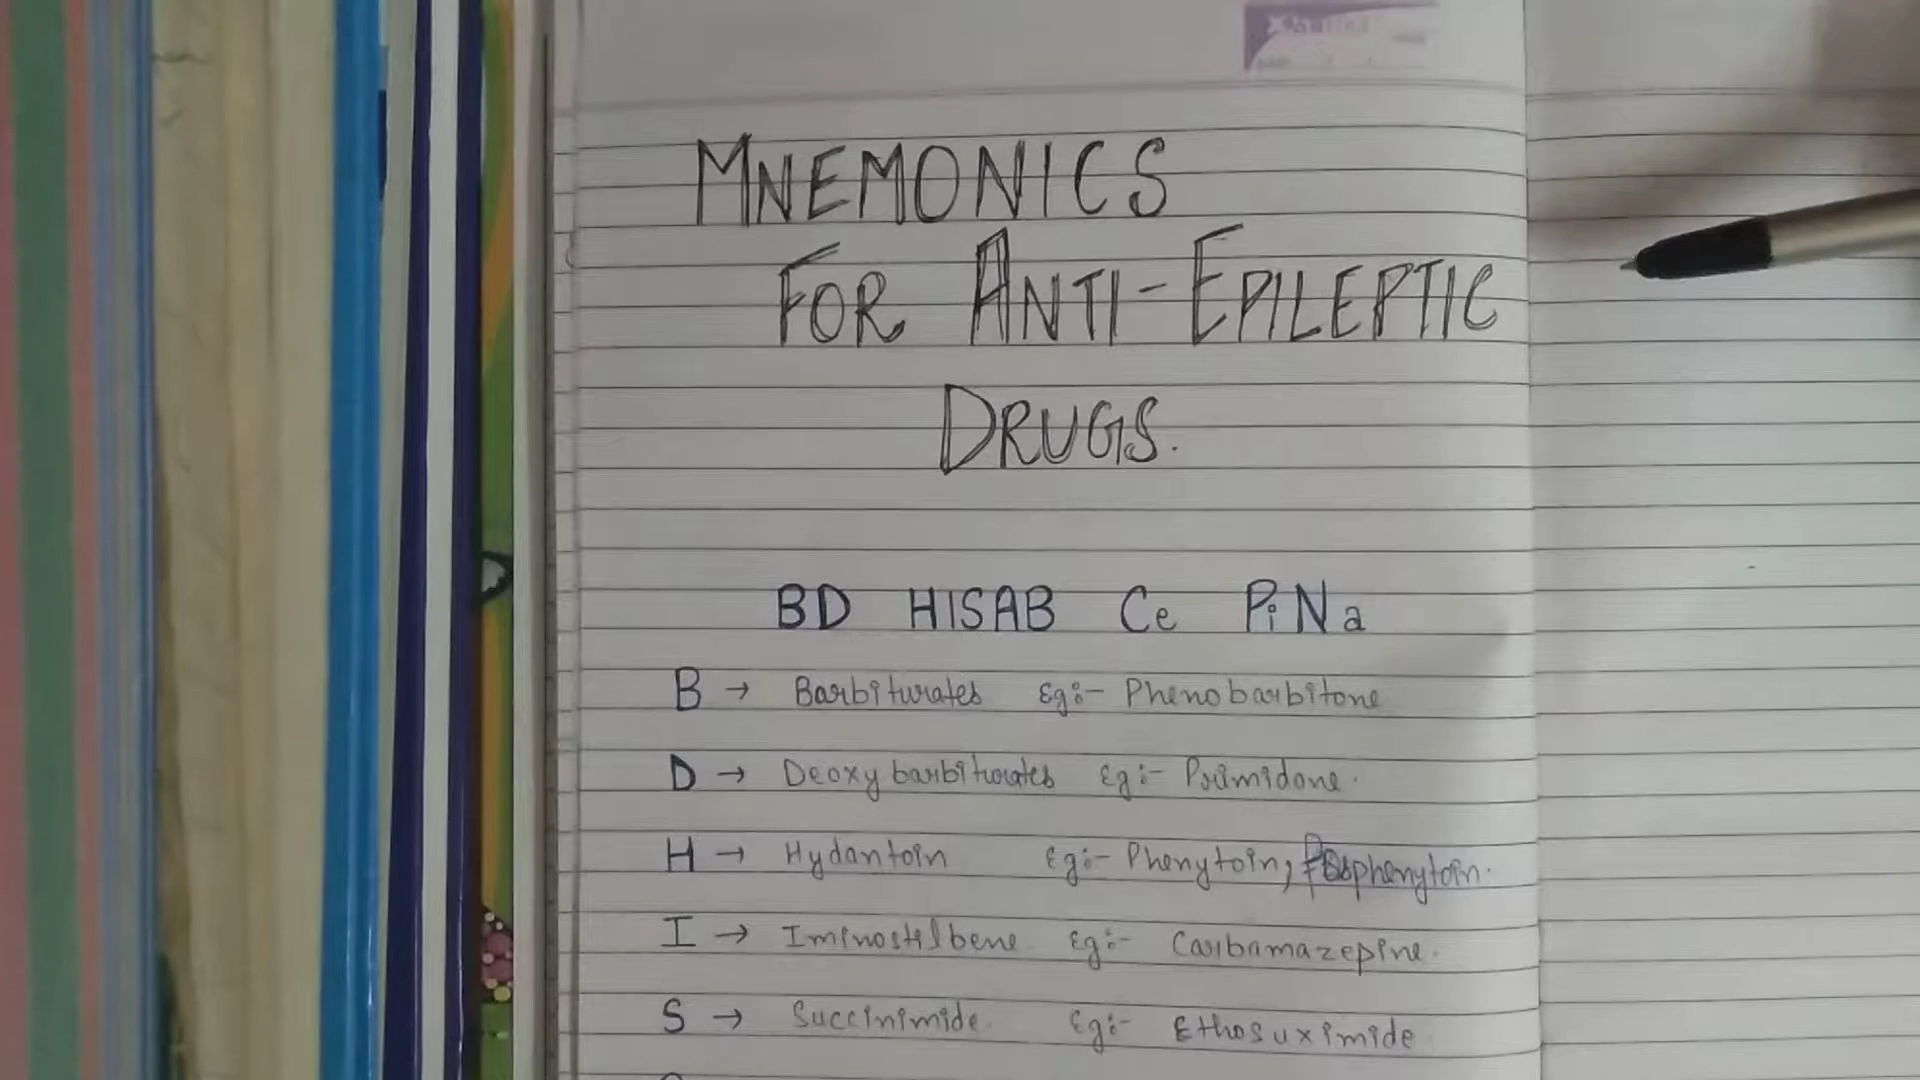 MNEMONICS
FOR ANTI-EPILEPTIC
DRUGS.
BD HISAB Ce PiNa
B → Barbiturates Eg:- Phenobarbitone
D → Deoxybarbiturates Eg:- Primidone.
H → Hydantoin Eg:- Phenytoin, Fosphenytoin.
I → Iminostilbene Eg:- Carbamazepine.
S → Succinimide. Eg:- Ethosuximide